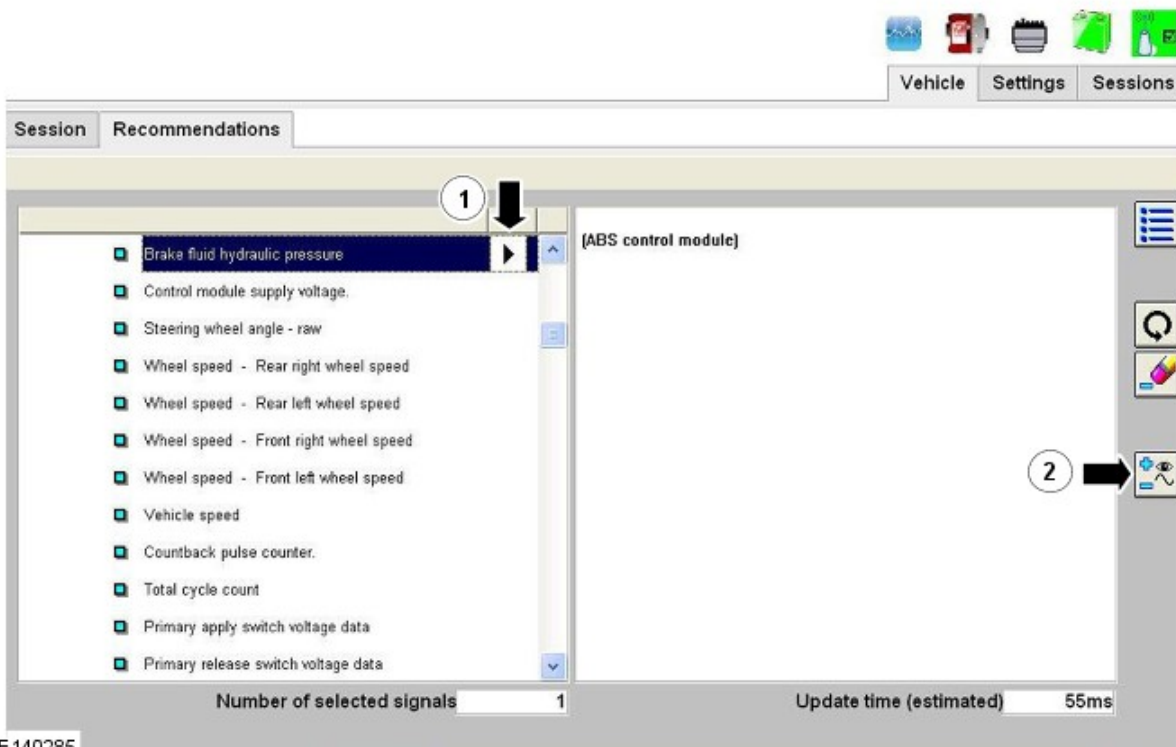 Vehicle Settings Sessions
Session Recommendations
1
Brake fluid hydraulic pressure
(ABS control module)
Control module supply voltage.
Steering wheel angle - raw
Wheel speed - Rear right wheel speed
Wheel speed - Rear left wheel speed
Wheel speed - Front right wheel speed
Wheel speed - Front left wheel speed
2
Vehicle speed
Countback pulse counter.
Total cycle count
Primary apply switch voltage data
Primary release switch voltage data
Number of selected signals 1
Update time (estimated) 55ms
E140285